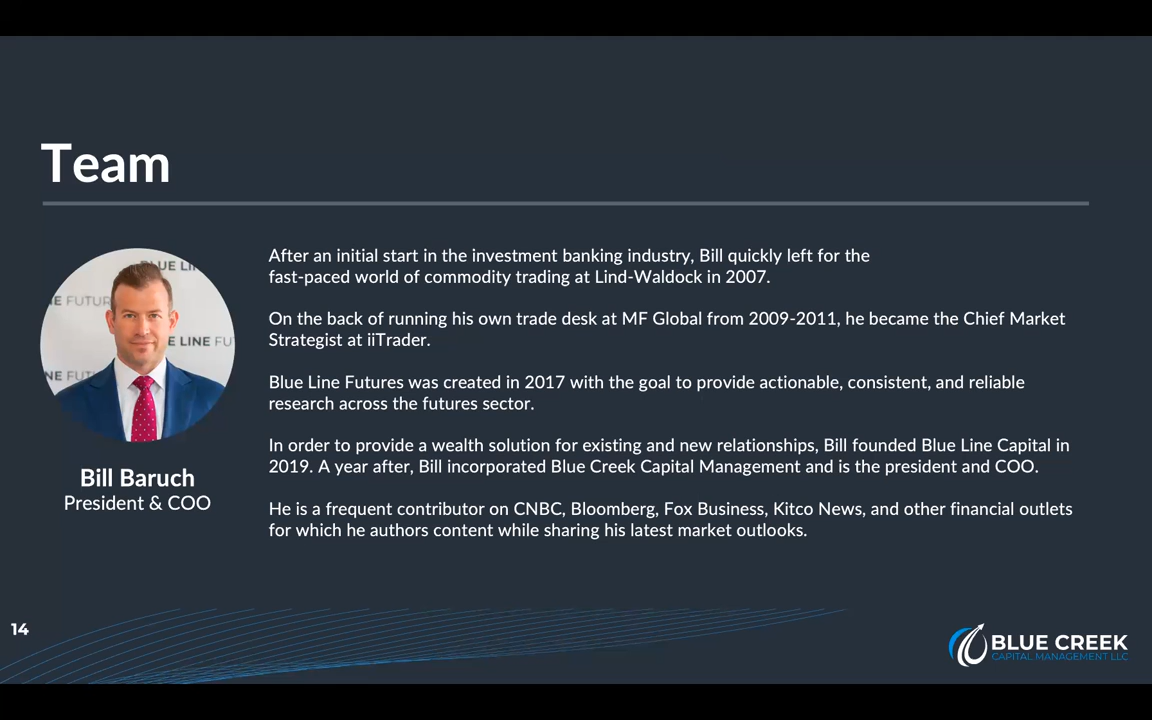 Team
BLUE LI
E FUTUR
E LINE FU
NE FUT
Bill Baruch
President & COO
After an initial start in the investment banking industry, Bill quickly left for the
fast-paced world of commodity trading at Lind-Waldock in 2007.
On the back of running his own trade desk at MF Global from 2009-2011, he became the Chief Market
Strategist at iiTrader.
Blue Line Futures was created in 2017 with the goal to provide actionable, consistent, and reliable
research across the futures sector.
In order to provide a wealth solution for existing and new relationships, Bill founded Blue Line Capital in
2019. A year after, Bill incorporated Blue Creek Capital Management and is the president and COO.
He is a frequent contributor on CNBC, Bloomberg, Fox Business, Kitco News, and other financial outlets
for which he authors content while sharing his latest market outlooks.
14
BLUE CREEK
CAPITAL MANAGEMENT LLC